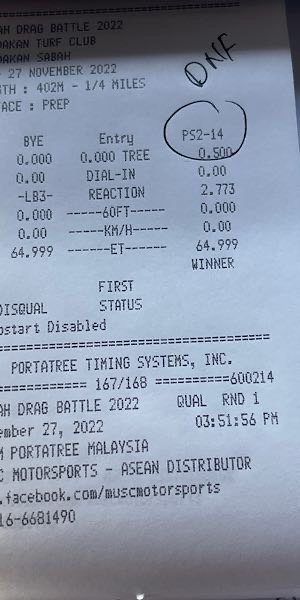 AH DRAG BATTLE 2022
DAKAN TURF CLUB
DAKAN SABAH
27 NOVEMBER 2022
GTH : 402M - 1/4 MILES
FACE : PREP
DNF
BYE Entry PS2-14
0.000 0.000 TREE 0.500
0.00 DIAL-IN 0.00
-LB3- REACTION 2.773
0.000 -----60FT----- 0.000
0.00 -----KM/H----- 0.00
64.999 ------ET------ 64.999
WINNER
FIRST
DISQUAL STATUS
ostart Disabled
PORTATREE TIMING SYSTEMS, INC.
============ 167/168 ==========600214
AH DRAG BATTLE 2022 QUAL RND 1
ember 27, 2022 03:51:56 PM
M PORTATREE MALAYSIA
C MOTORSPORTS - ASEAN DISTRIBUTOR
.facebook.com/muscmotorsports
16-6681490